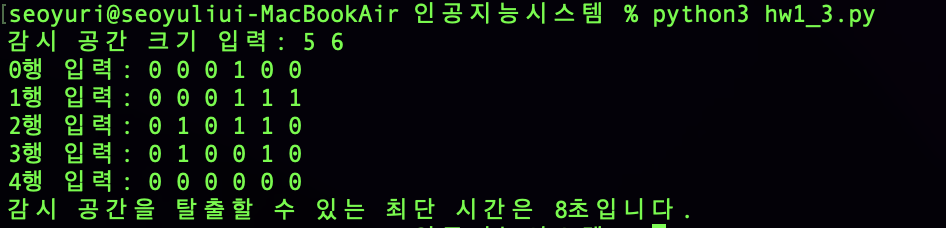 [seoyuri@seoyuliui-MacBookAir 인공지능시스템 % python3 hw1_3.py
감시 공간 크기 입력: 5 6
0행 입력: 0 0 0 1 0 0
1행 입력: 0 0 0 1 1 1
2행 입력: 0 1 0 1 1 0
3행 입력: 0 1 0 0 1 0
4행 입력: 0 0 0 0 0 0
감시 공간을 탈출할 수 있는 최단 시간은 8초입니다.